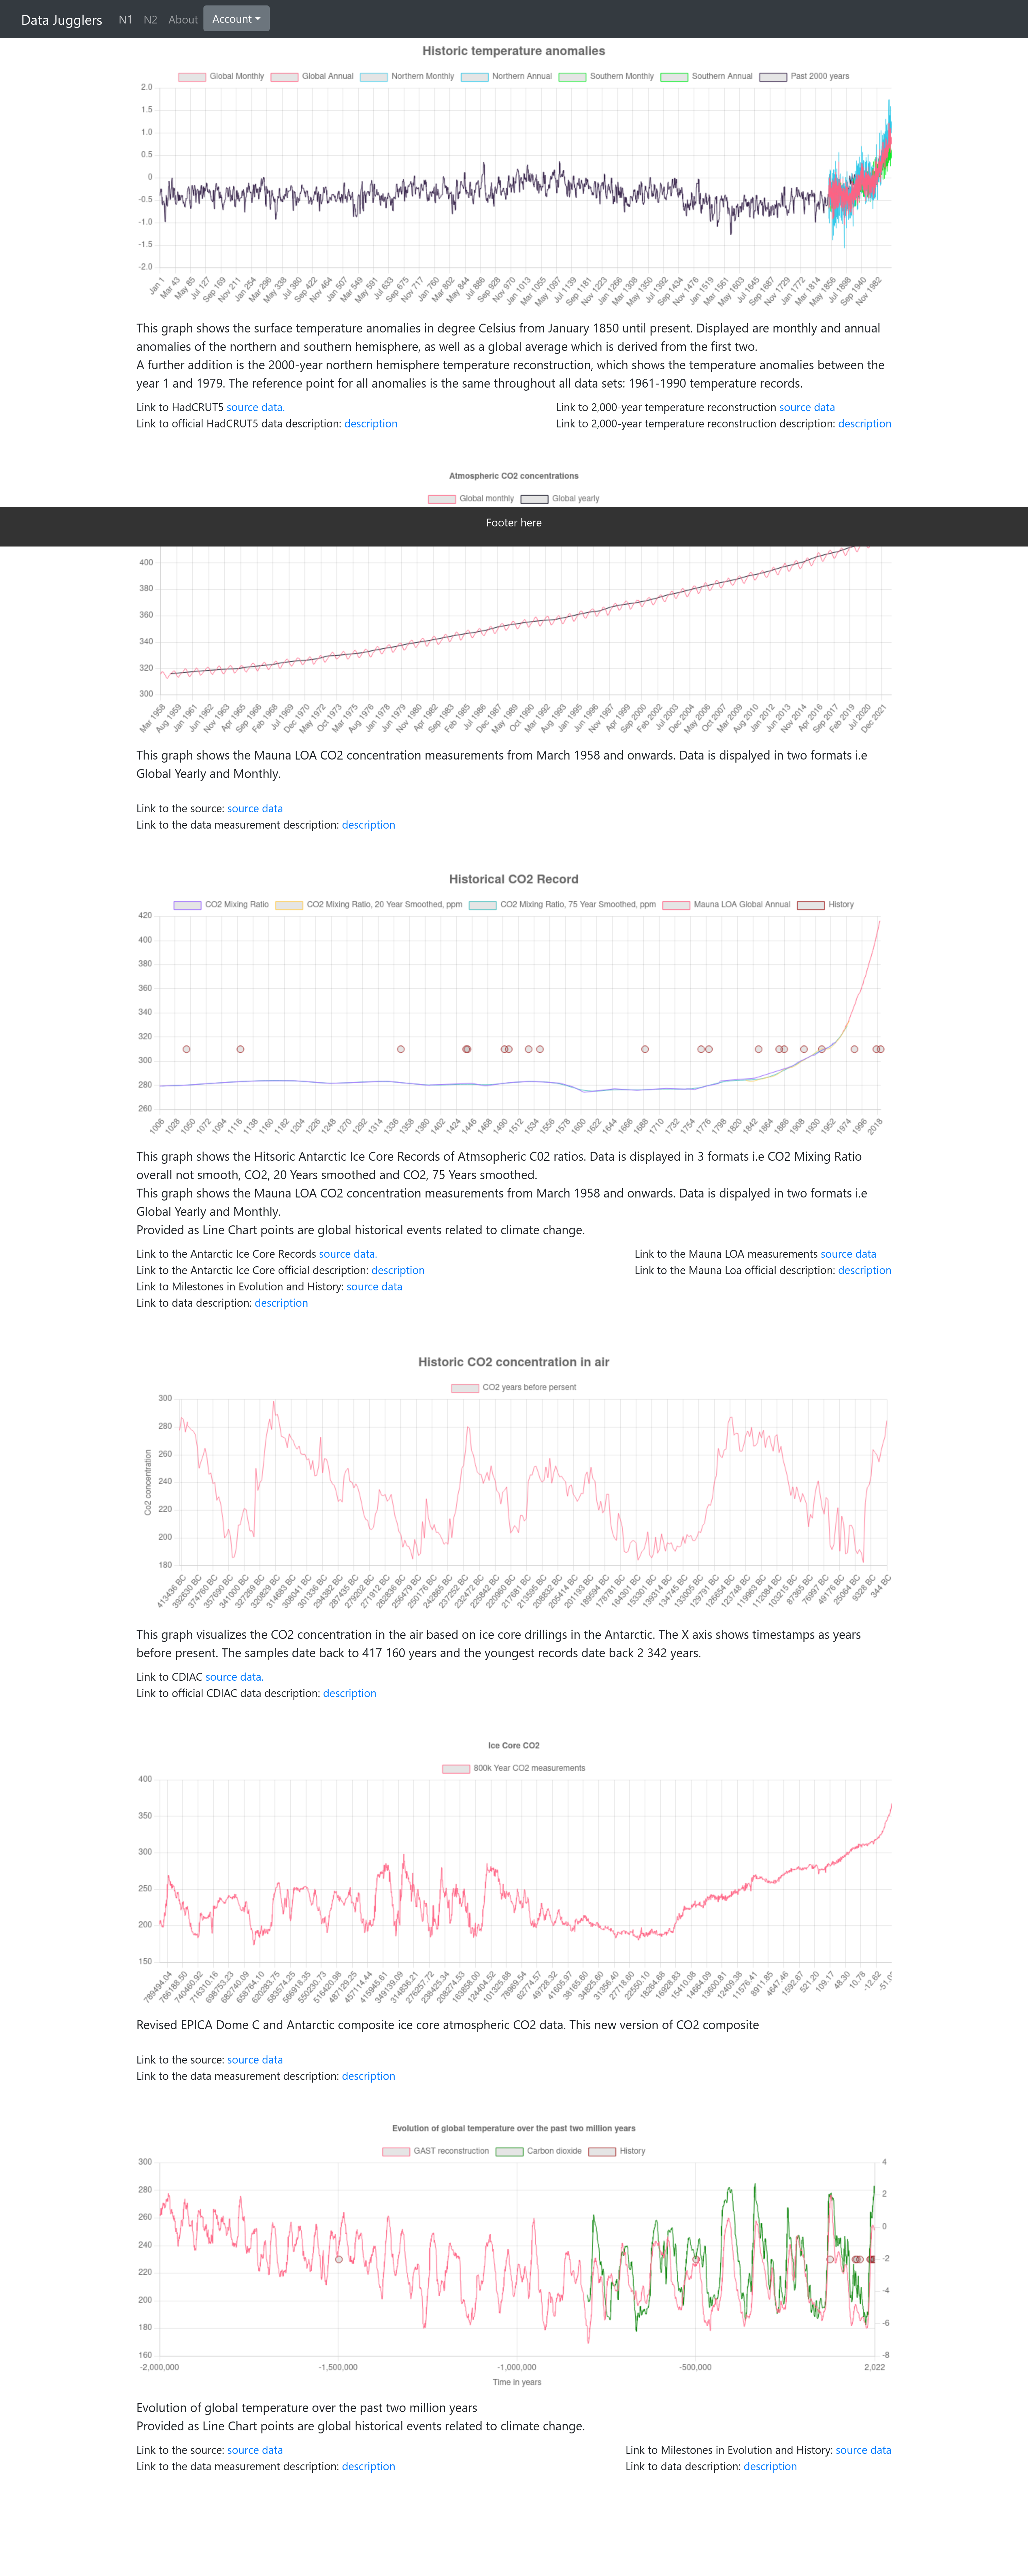 Data Jugglers N1 N2 About Account
Historic temperature anomalies
Global Monthly Global Annual Northern Monthly Northern Annual Southern Monthly Southern Annual Past 2000 years
2.0
1.5
1.0
0.5
0
-0.5
-1.0
-1.5
-2.0
Jan 1 Mar 43 May 85 Jul 127 Sep 169 Nov 211 Jan 254 Mar 296 May 338 Jul 380 Sep 422 Nov 464 Jan 507 Mar 549 May 591 Jul 633 Sep 675 Nov 717 Jan 760 Mar 802 May 844 Jul 886 Sep 928 Nov 970 Jan 1013 Mar 1055 May 1097 Jul 1139 Sep 1181 Nov 1223 Jan 1266 Mar 1308 May 1350 Jul 1392 Sep 1434 Nov 1476 Jan 1519 Mar 1561 May 1603 Jul 1645 Sep 1687 Nov 1729 Jan 1772 Mar 1814 May 1856 Jul 1898 Sep 1940 Nov 1982
This graph shows the surface temperature anomalies in degree Celsius from January 1850 until present. Displayed are monthly and annual
anomalies of the northern and southern hemisphere, as well as a global average which is derived from the first two.
A further addition is the 2000-year northern hemisphere temperature reconstruction, which shows the temperature anomalies between the
year 1 and 1979. The reference point for all anomalies is the same throughout all data sets: 1961-1990 temperature records.
Link to HadCRUT5 source data.
Link to official HadCRUT5 data description: description
Link to 2,000-year temperature reconstruction source data
Link to 2,000-year temperature reconstruction description: description
Atmospheric CO2 concentrations
Global monthly Global yearly
Footer here
400
380
360
340
320
300
Mar 1958 Aug 1959 Jan 1961 Jun 1962 Nov 1963 Apr 1965 Sep 1966 Feb 1968 Jul 1969 Dec 1970 May 1972 Oct 1973 Mar 1975 Aug 1976 Jan 1978 Jun 1979 Nov 1980 Apr 1982 Sep 1983 Feb 1985 Jul 1986 Dec 1987 May 1989 Oct 1990 Mar 1992 Aug 1993 Jan 1995 Jun 1996 Nov 1997 Apr 1999 Sep 2000 Feb 2002 Jul 2003 Dec 2004 May 2006 Oct 2007 Mar 2009 Aug 2010 Jan 2012 Jun 2013 Nov 2014 Apr 2016 Sep 2017 Feb 2019 Jul 2020 Dec 2021
This graph shows the Mauna LOA CO2 concentration measurements from March 1958 and onwards. Data is dispalyed in two formats i.e
Global Yearly and Monthly.
Link to the source: source data
Link to the data measurement description: description
Historical CO2 Record
CO2 Mixing Ratio CO2 Mixing Ratio, 20 Year Smoothed, ppm CO2 Mixing Ratio, 75 Year Smoothed, ppm Mauna LOA Global Annual History
420
400
380
360
340
320
300
280
260
1006 1028 1050 1072 1094 1116 1138 1160 1182 1204 1226 1248 1270 1292 1314 1336 1358 1380 1402 1424 1446 1468 1490 1512 1534 1556 1578 1600 1622 1644 1666 1688 1710 1732 1754 1776 1798 1820 1842 1864 1886 1908 1930 1952 1974 1996 2018
This graph shows the Hitsoric Antarctic Ice Core Records of Atmsopheric C02 ratios. Data is displayed in 3 formats i.e CO2 Mixing Ratio
overall not smooth, CO2, 20 Years smoothed and CO2, 75 Years smoothed.
This graph shows the Mauna LOA CO2 concentration measurements from March 1958 and onwards. Data is dispalyed in two formats i.e
Global Yearly and Monthly.
Provided as Line Chart points are global historical events related to climate change.
Link to the Antarctic Ice Core Records source data.
Link to the Antarctic Ice Core official description: description
Link to Milestones in Evolution and History: source data
Link to data description: description
Link to the Mauna LOA measurements source data
Link to the Mauna Loa official description: description
Historic CO2 concentration in air
CO2 years before persent
Co2 concentration
300
280
260
240
220
200
180
413436 BC 392630 BC 374760 BC 357690 BC 341000 BC 327269 BC 320829 BC 314683 BC 308041 BC 301336 BC 294382 BC 287435 BC 279202 BC 271912 BC 262836 BC 256479 BC 250176 BC 242865 BC 237252 BC 232472 BC 225842 BC 220960 BC 217681 BC 213595 BC 208832 BC 205414 BC 201193 BC 189594 BC 178781 BC 164301 BC 153301 BC 139314 BC 134745 BC 133005 BC 129791 BC 126654 BC 123748 BC 119963 BC 112084 BC 103215 BC 87365 BC 76997 BC 49176 BC 25064 BC 9328 BC 344 BC
This graph visualizes the CO2 concentration in the air based on ice core drillings in the Antarctic. The X axis shows timestamps as years
before present. The samples date back to 417 160 years and the youngest records date back 2 342 years.
Link to CDIAC source data.
Link to official CDIAC data description: description
Ice Core CO2
800k Year CO2 measurements
400
350
300
250
200
150
789494.04 766188.50 740460.92 716310.16 698753.23 682740.09 658764.10 620283.75 583574.25 566918.35 550230.73 516420.98 487129.25 457114.44 415945.61 349139.09 314836.21 276257.72 238425.34 208274.53 163858.00 124404.52 101325.68 78969.54 62774.57 49728.32 41605.97 38165.60 34825.60 31356.40 27718.60 22550.10 18264.68 16928.83 15410.08 14664.09 13600.81 12409.38 11576.41 8911.85 4647.46 1592.67 521.20 109.17 48.30 10.78 -12.62
Revised EPICA Dome C and Antarctic composite ice core atmospheric CO2 data. This new version of CO2 composite
Link to the source: source data
Link to the data measurement description: description
Evolution of global temperature over the past two million years
GAST reconstruction Carbon dioxide History
300
280
260
240
220
200
180
160
4
2
0
-2
-4
-6
-8
-2,000,000 -1,500,000 -1,000,000 -500,000 2,022
Time in years
Evolution of global temperature over the past two million years
Provided as Line Chart points are global historical events related to climate change.
Link to the source: source data
Link to the data measurement description: description
Link to Milestones in Evolution and History: source data
Link to data description: description